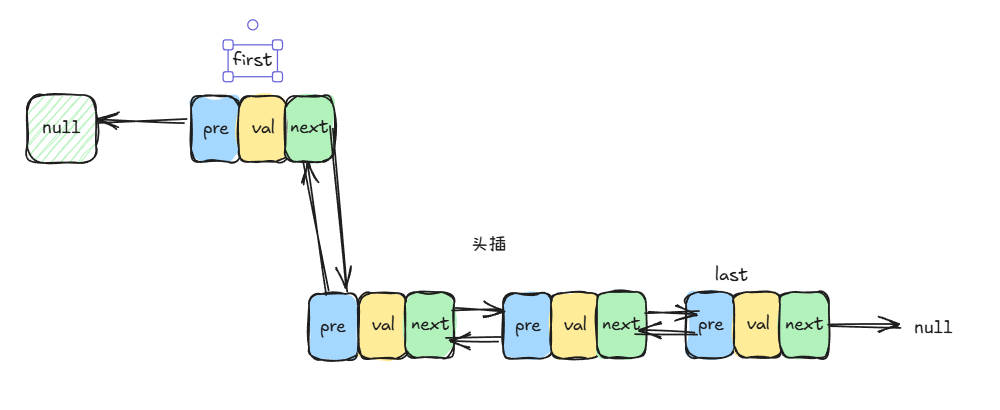 first
null
pre val next
头插
last
pre val next
pre val next
pre val next
null